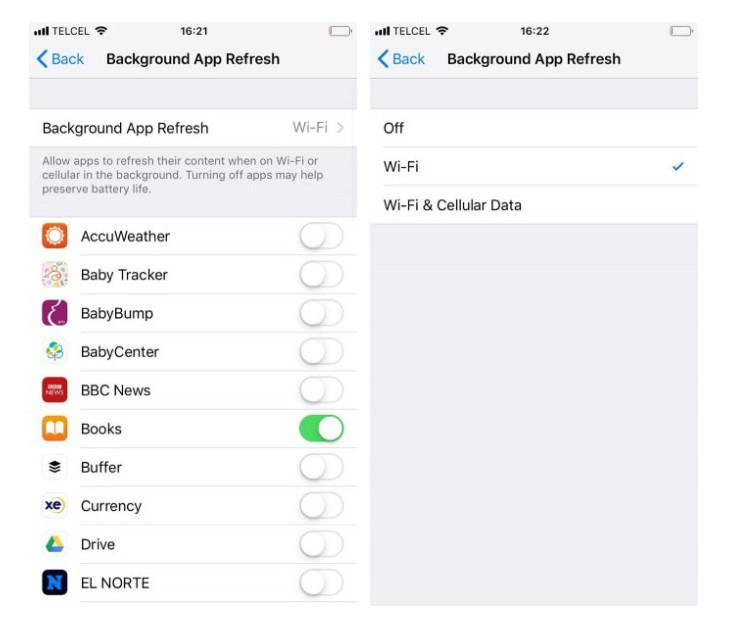 TELCEL 16:21
Back Background App Refresh
Background App Refresh Wi-Fi
Allow apps to refresh their content when on Wi-Fi or
cellular in the background. Turning off apps may help
preserve battery life.
AccuWeather
Baby Tracker
BabyBump
BabyCenter
BBC NEWS BBC News
Books
Buffer
xe Currency
Drive
N EL NORTE
TELCEL 16:22
Back Background App Refresh
Off
Wi-Fi
Wi-Fi & Cellular Data